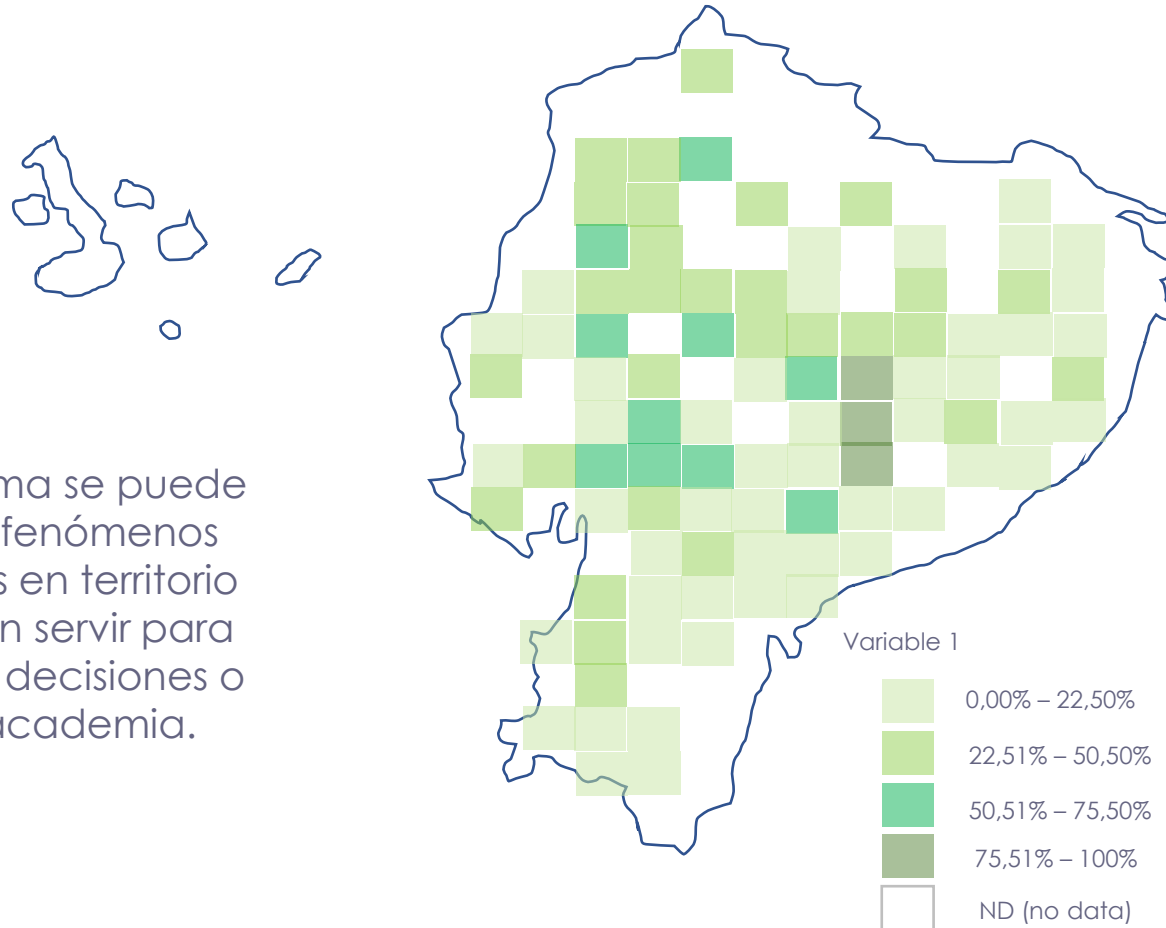 se puede
fenómenos
en territorio
servir para
decisiones o
academia.
Variable 1
0,00% – 22,50%
22,51% – 50,50%
50,51% – 75,50%
75,51% – 100%
ND (no data)